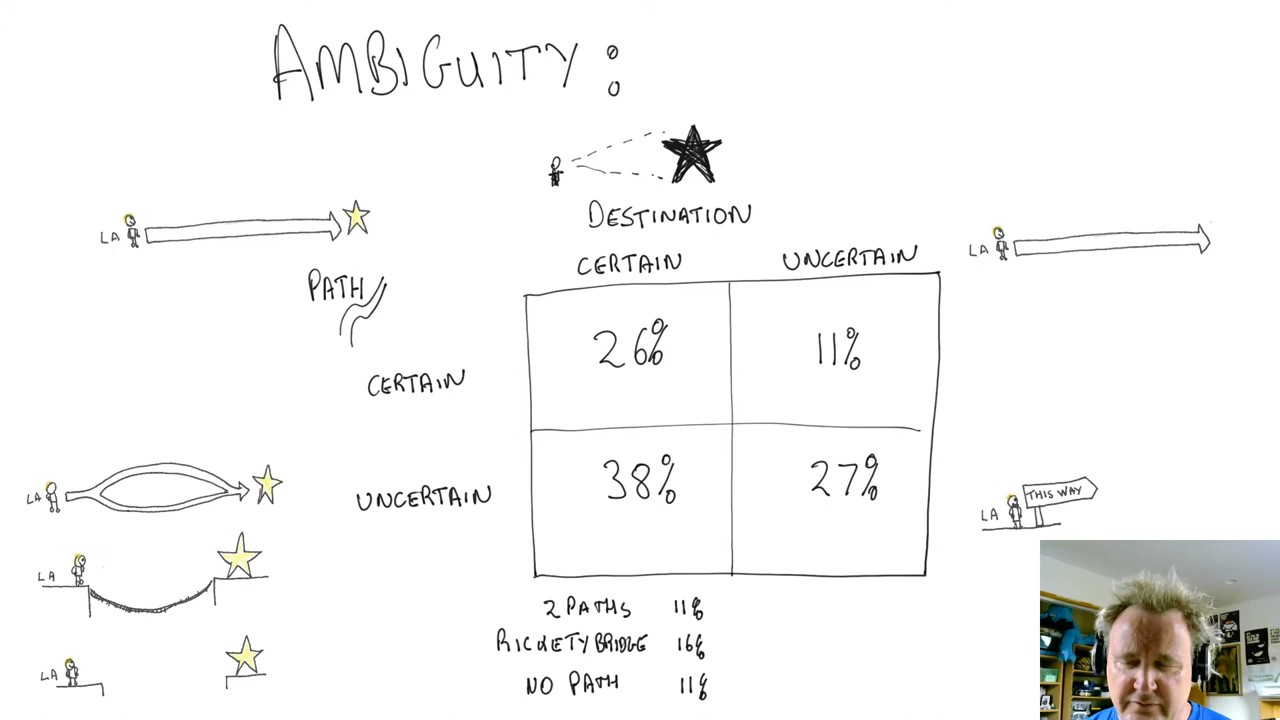 AMBIGUITY:
DESTINATION
CERTAIN UNCERTAIN
LA
LA
PATH
CERTAIN
26% 11%
UNCERTAIN
38% 27%
LA
LA
THIS WAY
LA
LA
2 PATHS 11%
RICKETY BRIDGE 16%
NO PATH 11%